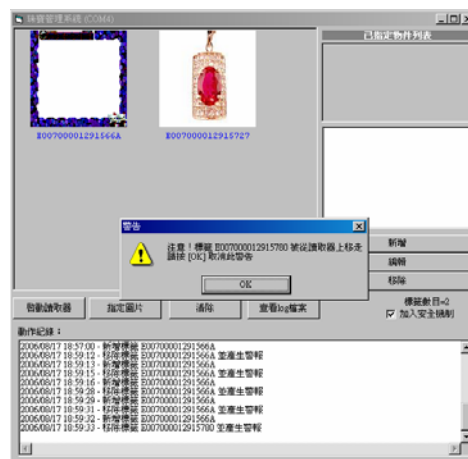 珠寶管理系統 (COM4)
已指定物件列表
E00700001291566A
E007000012915727
警告
注意！標籤 E007000012915780 被從讀取器上移走
請按 [OK] 取消此警告
OK
新增
編輯
移除
啟動讀取器
指定圖片
清除
查看log檔案
標籤數目=2
加入安全機制
動作記錄：
2006/08/17 18:57:00 - 新增標籤 E00700001291566A
2006/08/17 18:59:12 - 移除標籤 E00700001291566A 並產生警報
2006/08/17 18:59:13 - 新增標籤 E00700001291566A
2006/08/17 18:59:15 - 移除標籤 E00700001291566A 並產生警報
2006/08/17 18:59:16 - 新增標籤 E00700001291566A
2006/08/17 18:59:28 - 移除標籤 E00700001291566A 並產生警報
2006/08/17 18:59:29 - 新增標籤 E00700001291566A
2006/08/17 18:59:31 - 移除標籤 E00700001291566A 並產生警報
2006/08/17 18:59:32 - 新增標籤 E00700001291566A
2006/08/17 18:59:33 - 移除標籤 E007000012915780 並產生警報